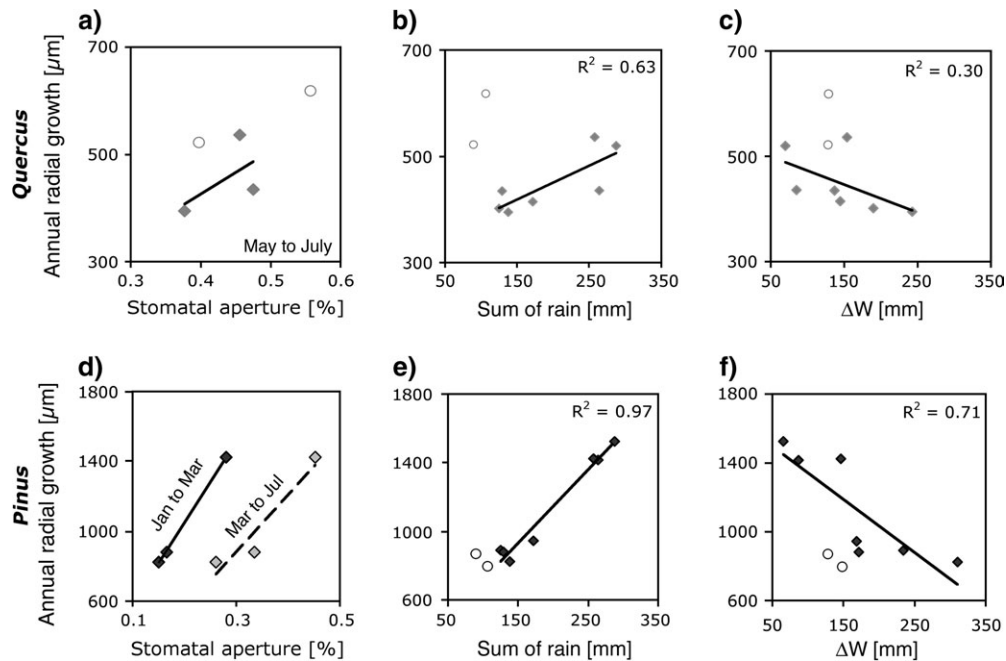 a)
b)
c)
Quercus
Annual radial growth [µm]
700
500
300
0.3
0.4
0.5
0.6
Stomatal aperture [%]
May to July
R² = 0.63
50
150
250
350
Sum of rain [mm]
R² = 0.30
700
500
300
50
150
250
350
ΔW [mm]
d)
e)
f)
Pinus
Annual radial growth [µm]
1800
1400
1000
600
0.1
0.3
0.5
Stomatal aperture [%]
Jan to Mar
Mar to Jul
1800
1400
1000
600
R² = 0.97
50
150
250
350
Sum of rain [mm]
1800
1400
1000
600
R² = 0.71
50
150
250
350
ΔW [mm]